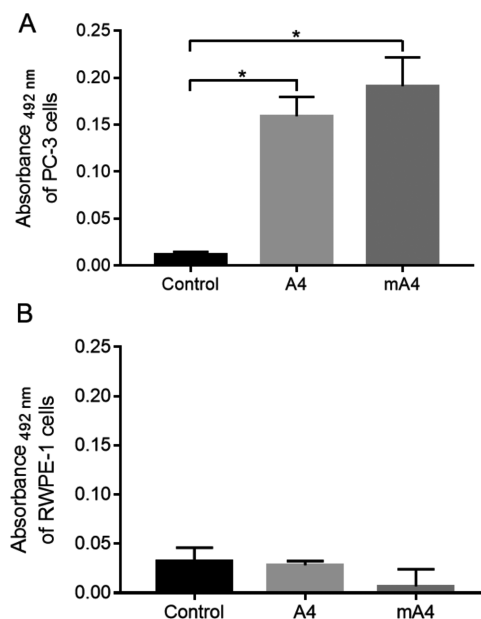 A
Absorbance 492 nm
of PC-3 cells
0.25
0.20
0.15
0.10
0.05
0.00
*
*
Control A4 mA4
B
Absorbance 492 nm
of RWPE-1 cells
0.25
0.20
0.15
0.10
0.05
0.00
Control A4 mA4